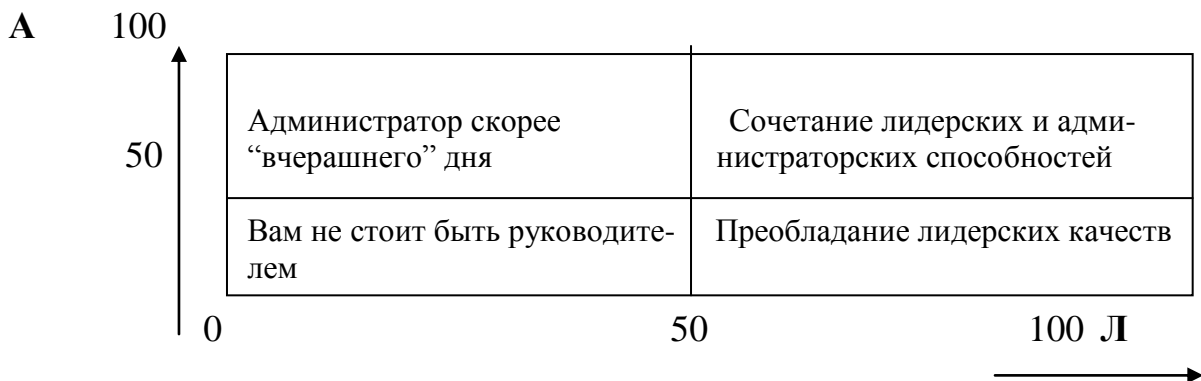 А 100
Администратор скорее
“вчерашнего” дня
Сочетание лидерских и адми-
нистраторских способностей
50
Вам не стоит быть руководите-
лем
Преобладание лидерских качеств
0 50 100 Л